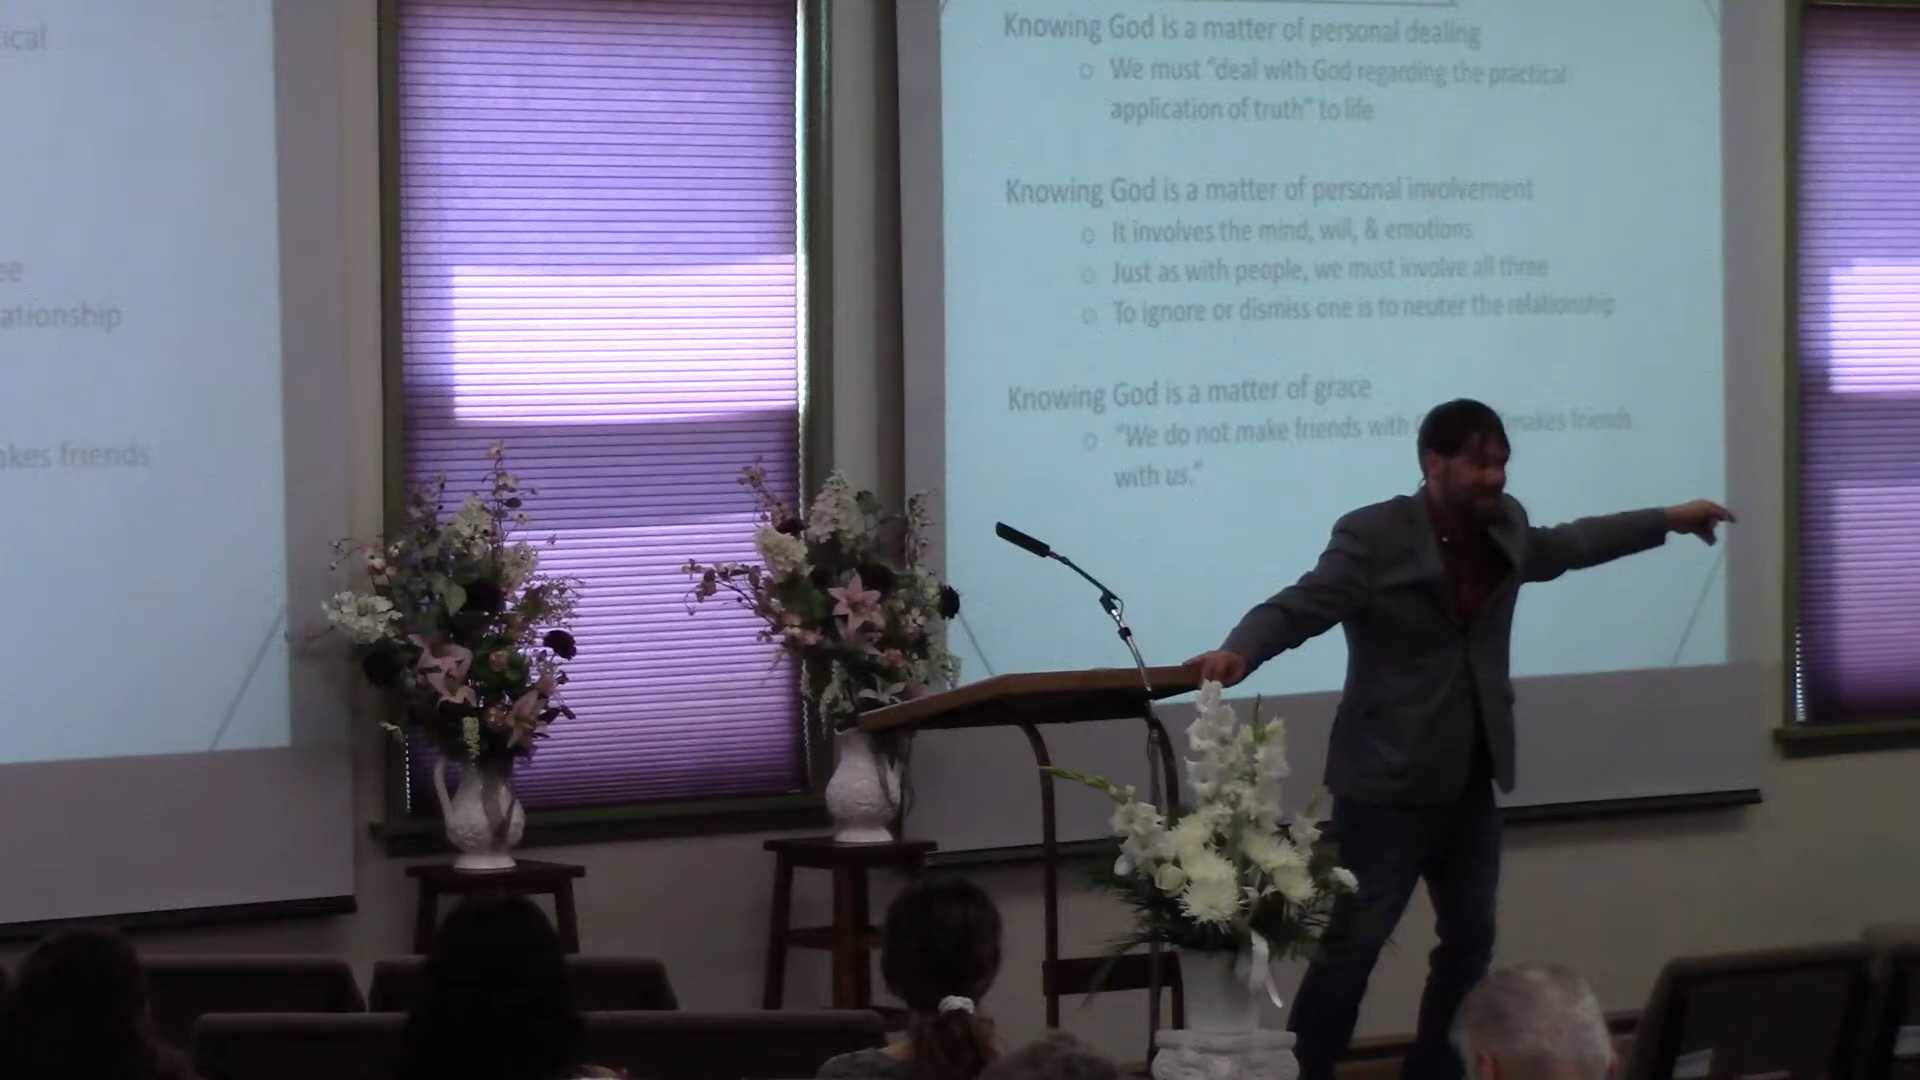 ical
ee
ationship
akes friends
Knowing God is a matter of personal dealing
We must “deal with God regarding the practical
application of truth” to life
Knowing God is a matter of personal involvement
It involves the mind, will, & emotions
Just as with people, we must involve all three
To ignore or dismiss one is to neuter the relationship
Knowing God is a matter of grace
“We do not make friends with makes friends
with us.”